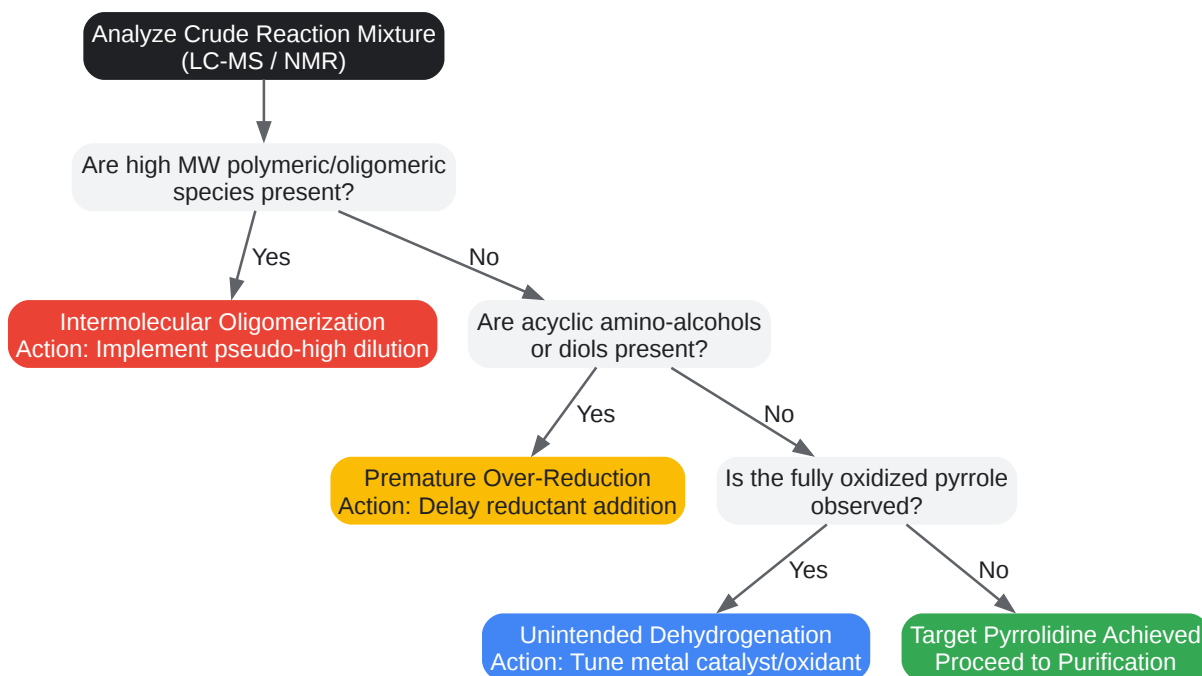 Analyze Crude Reaction Mixture
(LC-MS / NMR)
Are high MW polymeric/oligomeric
species present?
Yes
No
Intermolecular Oligomerization
Action: Implement pseudo-high dilution
Are acyclic amino-alcohols
or diols present?
Yes
No
Premature Over-Reduction
Action: Delay reductant addition
Is the fully oxidized pyrrole
observed?
Yes
No
Unintended Dehydrogenation
Action: Tune metal catalyst/oxidant
Target Pyrrolidine Achieved
Proceed to Purification